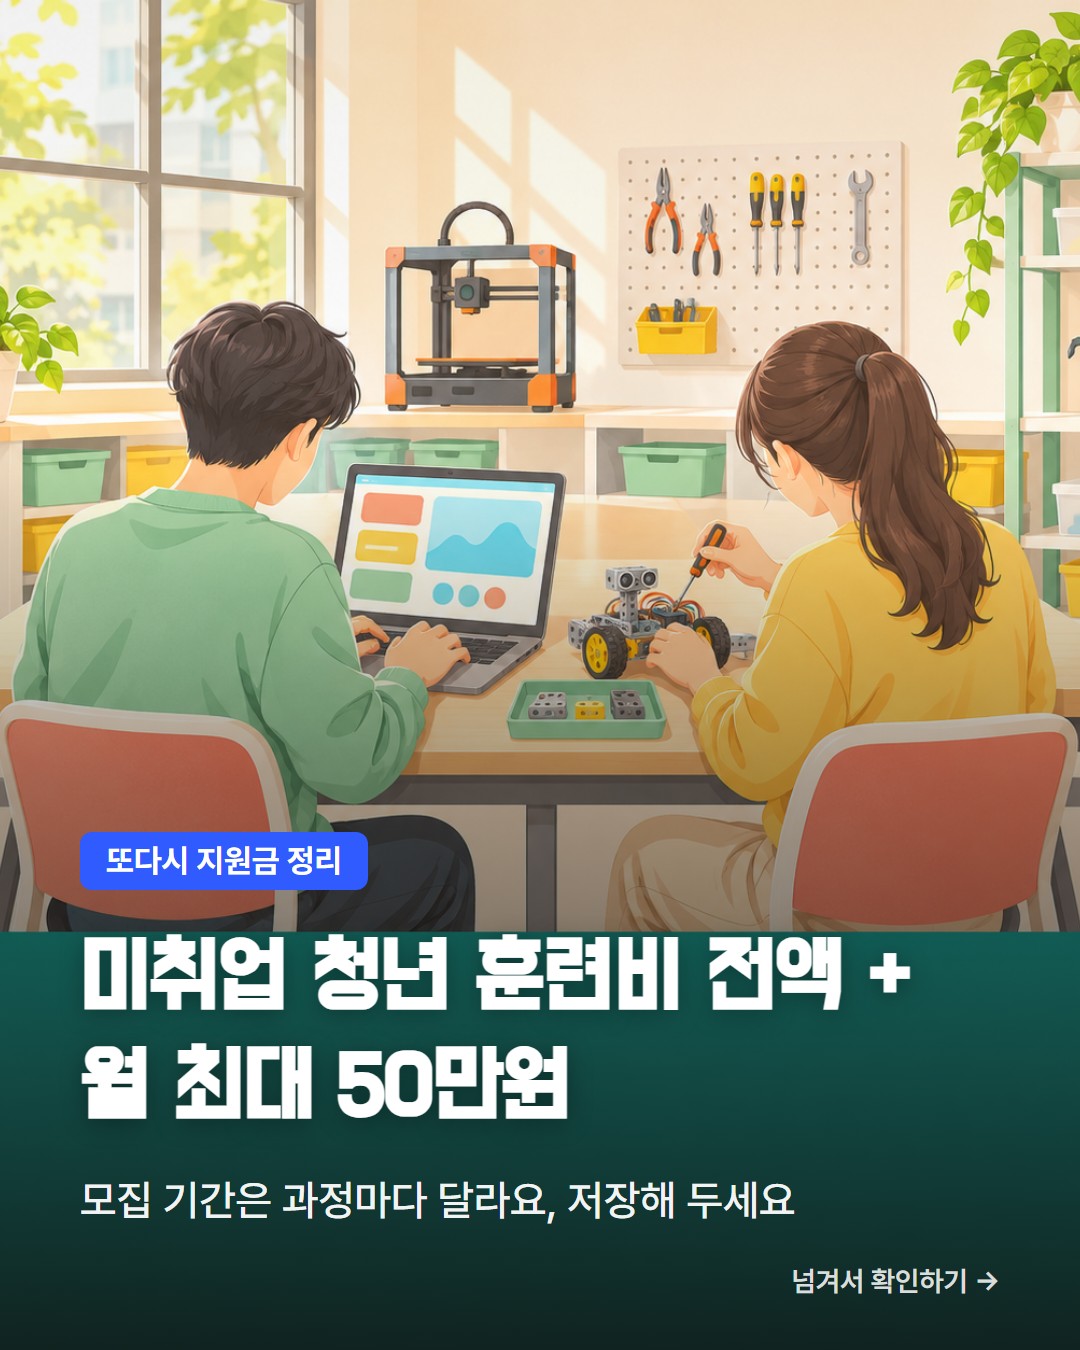 또다시 지원금 정리
미취업 청년 훈련비 전액 +
월 최대 50만원
모집 기간은 과정마다 달라요, 저장해 두세요
넘겨서 확인하기 →